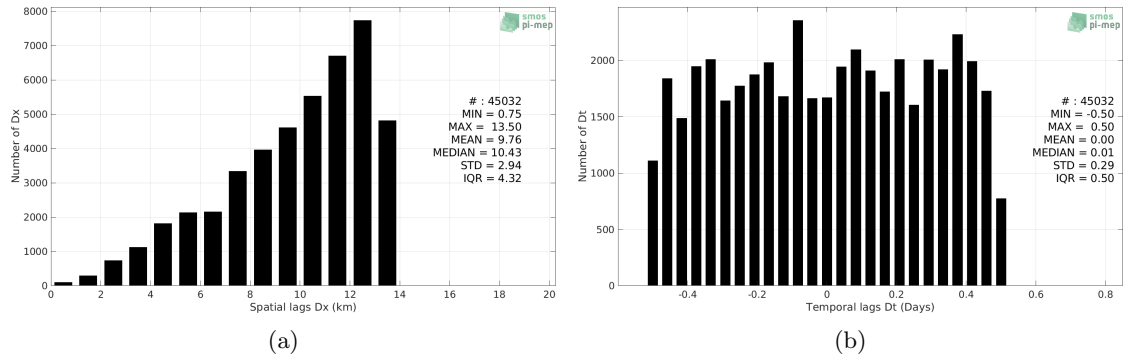 smos
pi-mep
8000
7000
6000
5000
4000
3000
2000
1000
0
Number of Dx
# : 45032
MIN = 0.75
MAX = 13.50
MEAN = 9.76
MEDIAN = 10.43
STD = 2.94
IQR = 4.32
0 2 4 6 8 10 12 14 16 18 20
Spatial lags Dx (km)
(a)
smos
pi-mep
2000
1500
1000
500
0
Number of Dt
# : 45032
MIN = -0.50
MAX = 0.50
MEAN = 0.00
MEDIAN = 0.01
STD = 0.29
IQR = 0.50
-0.4 -0.2 0 0.2 0.4 0.6 0.8
Temporal lags Dt (Days)
(b)